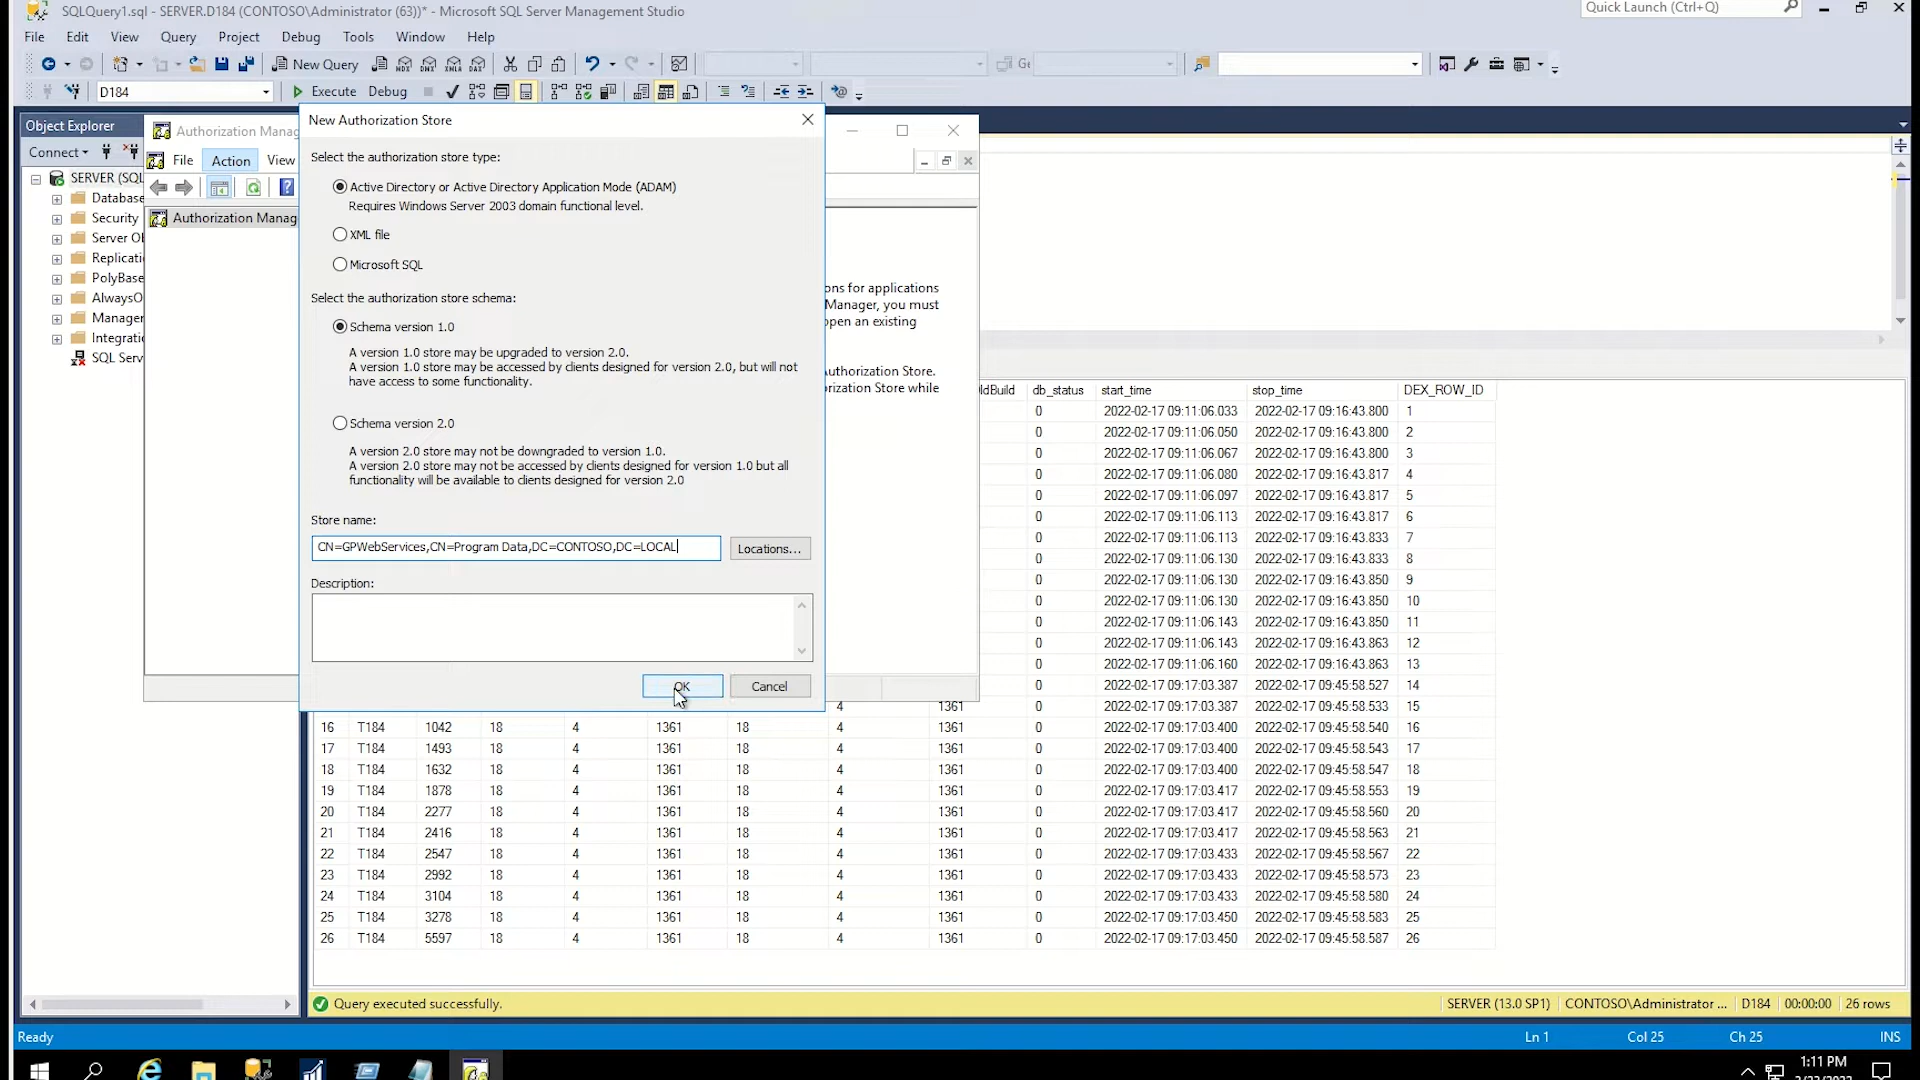 SQLQuery1.sql - SERVER.D184 (CONTOSO\Administrator (63))* - Microsoft SQL Server Management Studio
Quick Launch (Ctrl+Q)
File Edit View Query Project Debug Tools Window Help
New Query
D184
Execute Debug
Object Explorer
Connect
SERVER (SQL
Database
Security
Server Ob
Replicati
PolyBase
AlwaysO
Manager
Integrati
SQL Serv
Authorization Manag
File Action View
Authorization Manag
New Authorization Store
Select the authorization store type:
Active Directory or Active Directory Application Mode (ADAM)
Requires Windows Server 2003 domain functional level.
XML file
Microsoft SQL
Select the authorization store schema:
Schema version 1.0
A version 1.0 store may be upgraded to version 2.0.
A version 1.0 store may be accessed by clients designed for version 2.0, but will not
have access to some functionality.
Schema version 2.0
A version 2.0 store may not be downgraded to version 1.0.
A version 2.0 store may not be accessed by clients designed for version 1.0 but all
functionality will be available to clients designed for version 2.0
Store name:
CN=GPWebServices,CN=Program Data,DC=CONTOSO,DC=LOCAL
Locations...
Description:
OK Cancel
ons for applications
Manager, you must
open an existing
uthorization Store.
rization Store while
ldBuild db_status start_time stop_time DEX_ROW_ID
0 2022-02-17 09:11:06.033 2022-02-17 09:16:43.800 1
0 2022-02-17 09:11:06.050 2022-02-17 09:16:43.800 2
0 2022-02-17 09:11:06.067 2022-02-17 09:16:43.800 3
0 2022-02-17 09:11:06.080 2022-02-17 09:16:43.817 4
0 2022-02-17 09:11:06.097 2022-02-17 09:16:43.817 5
0 2022-02-17 09:11:06.113 2022-02-17 09:16:43.817 6
0 2022-02-17 09:11:06.113 2022-02-17 09:16:43.833 7
0 2022-02-17 09:11:06.130 2022-02-17 09:16:43.833 8
0 2022-02-17 09:11:06.130 2022-02-17 09:16:43.850 9
0 2022-02-17 09:11:06.130 2022-02-17 09:16:43.850 10
0 2022-02-17 09:11:06.143 2022-02-17 09:16:43.850 11
0 2022-02-17 09:11:06.143 2022-02-17 09:16:43.863 12
0 2022-02-17 09:11:06.160 2022-02-17 09:16:43.863 13
0 2022-02-17 09:17:03.387 2022-02-17 09:45:58.527 14
4 1361 0 2022-02-17 09:17:03.387 2022-02-17 09:45:58.533 15
16 T184 1042 18 4 1361 18 4 1361 0 2022-02-17 09:17:03.400 2022-02-17 09:45:58.540 16
17 T184 1493 18 4 1361 18 4 1361 0 2022-02-17 09:17:03.400 2022-02-17 09:45:58.543 17
18 T184 1632 18 4 1361 18 4 1361 0 2022-02-17 09:17:03.400 2022-02-17 09:45:58.547 18
19 T184 1878 18 4 1361 18 4 1361 0 2022-02-17 09:17:03.417 2022-02-17 09:45:58.553 19
20 T184 2277 18 4 1361 18 4 1361 0 2022-02-17 09:17:03.417 2022-02-17 09:45:58.560 20
21 T184 2416 18 4 1361 18 4 1361 0 2022-02-17 09:17:03.417 2022-02-17 09:45:58.563 21
22 T184 2547 18 4 1361 18 4 1361 0 2022-02-17 09:17:03.433 2022-02-17 09:45:58.567 22
23 T184 2992 18 4 1361 18 4 1361 0 2022-02-17 09:17:03.433 2022-02-17 09:45:58.573 23
24 T184 3104 18 4 1361 18 4 1361 0 2022-02-17 09:17:03.433 2022-02-17 09:45:58.580 24
25 T184 3278 18 4 1361 18 4 1361 0 2022-02-17 09:17:03.450 2022-02-17 09:45:58.583 25
26 T184 5597 18 4 1361 18 4 1361 0 2022-02-17 09:17:03.450 2022-02-17 09:45:58.587 26
Query executed successfully.
SERVER (13.0 SP1) CONTOSO\Administrator ... D184 00:00:00 26 rows
Ready Ln 1 Col 25 Ch 25 INS
1:11 PM